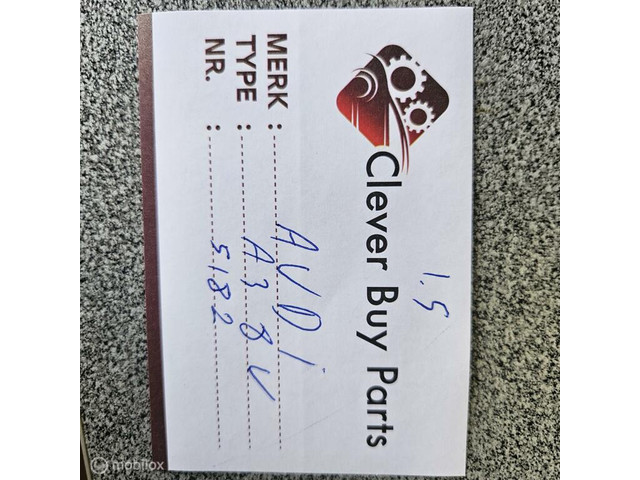 1.5
Clever Buy Parts
MERK : AUDI
TYPE : A3 8V
NR. : 5182
mobilox